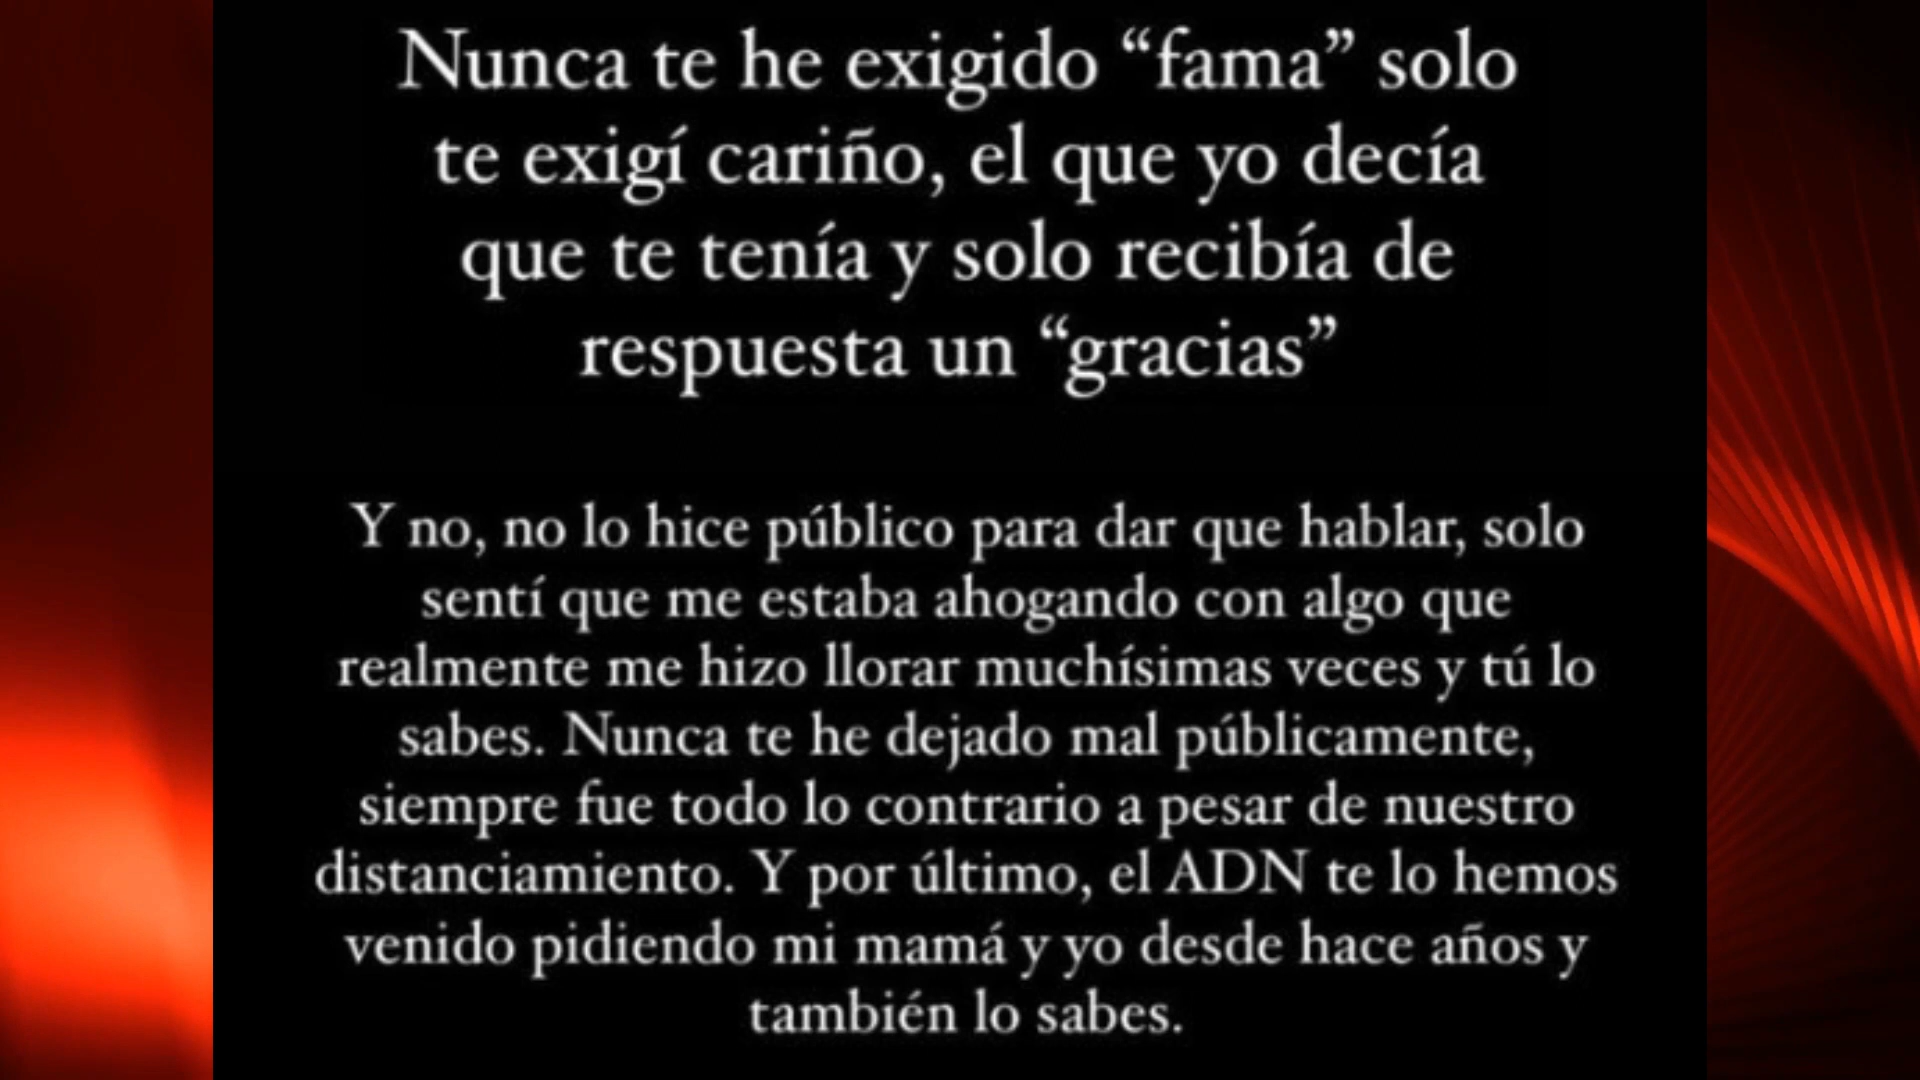 Nunca te he exigido “fama” solo
te exigí cariño, el que yo decía
que te tenía y solo recibía de
respuesta un “gracias”
Y no, no lo hice público para dar que hablar, solo
sentí que me estaba ahogando con algo que
realmente me hizo llorar muchísimas veces y tú lo
sabes. Nunca te he dejado mal públicamente,
siempre fue todo lo contrario a pesar de nuestro
distanciamiento. Y por último, el ADN te lo hemos
venido pidiendo mi mamá y yo desde hace años y
también lo sabes.